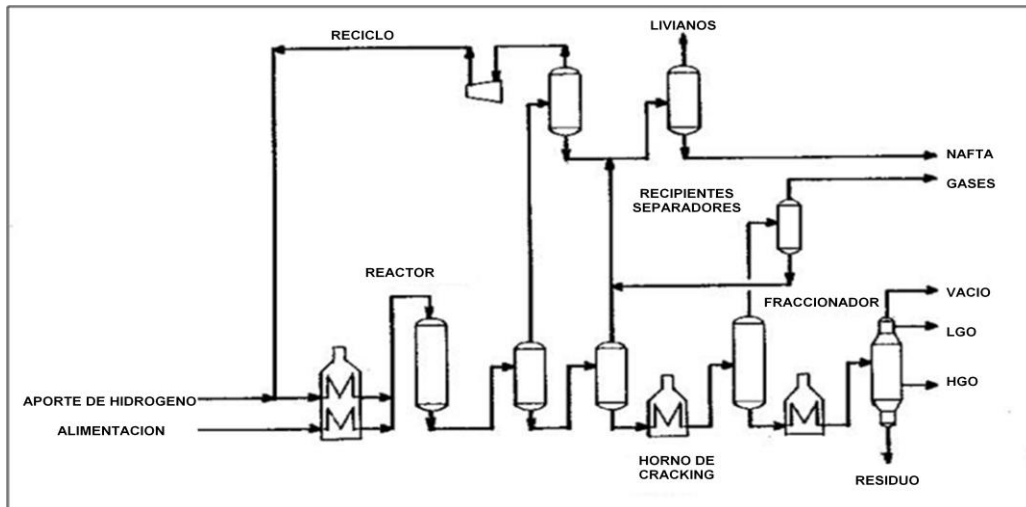 RECICLO
LIVIANOS
NAFTA
GASES
RECIPIENTES
SEPARADORES
REACTOR
FRACCIONADOR
VACIO
LGO
HGO
APORTE DE HIDROGENO
ALIMENTACION
HORNO DE
CRACKING
RESIDUO